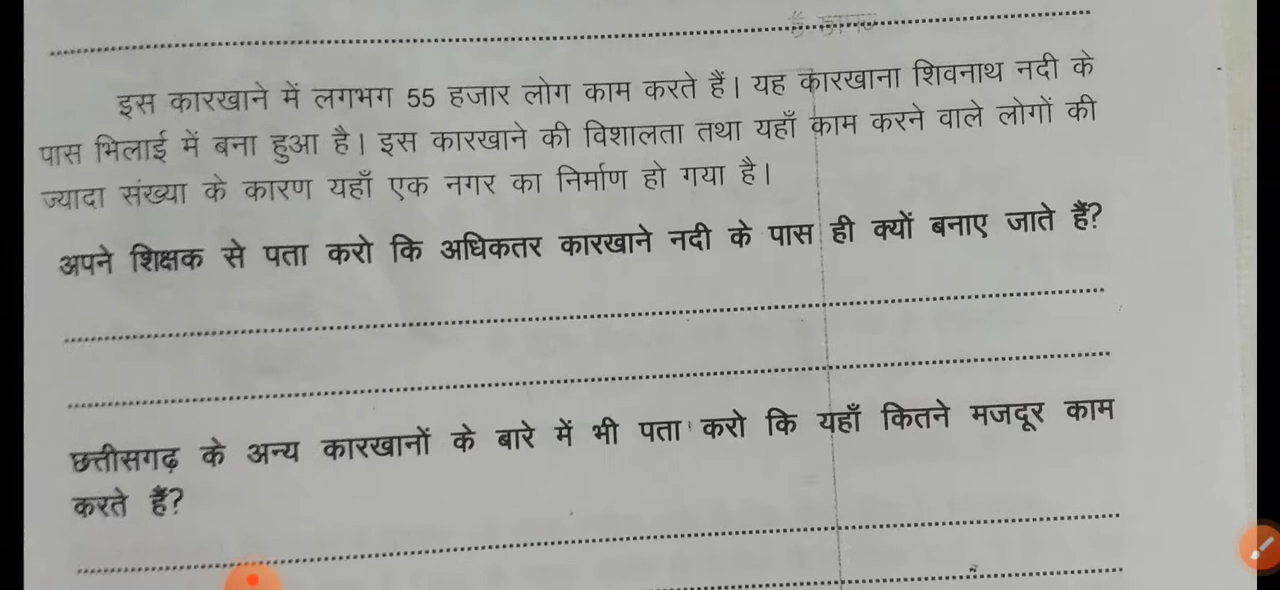 इस कारखाने में लगभग 55 हजार लोग काम करते हैं। यह कारखाना शिवनाथ नदी के
पास भिलाई में बना हुआ है। इस कारखाने की विशालता तथा यहाँ काम करने वाले लोगों की
ज्यादा संख्या के कारण यहाँ एक नगर का निर्माण हो गया है।
अपने शिक्षक से पता करो कि अधिकतर कारखाने नदी के पास ही क्यों बनाए जाते हैं?
छत्तीसगढ़ के अन्य कारखानों के बारे में भी पता करो कि यहाँ कितने मजदूर काम
करते हैं?